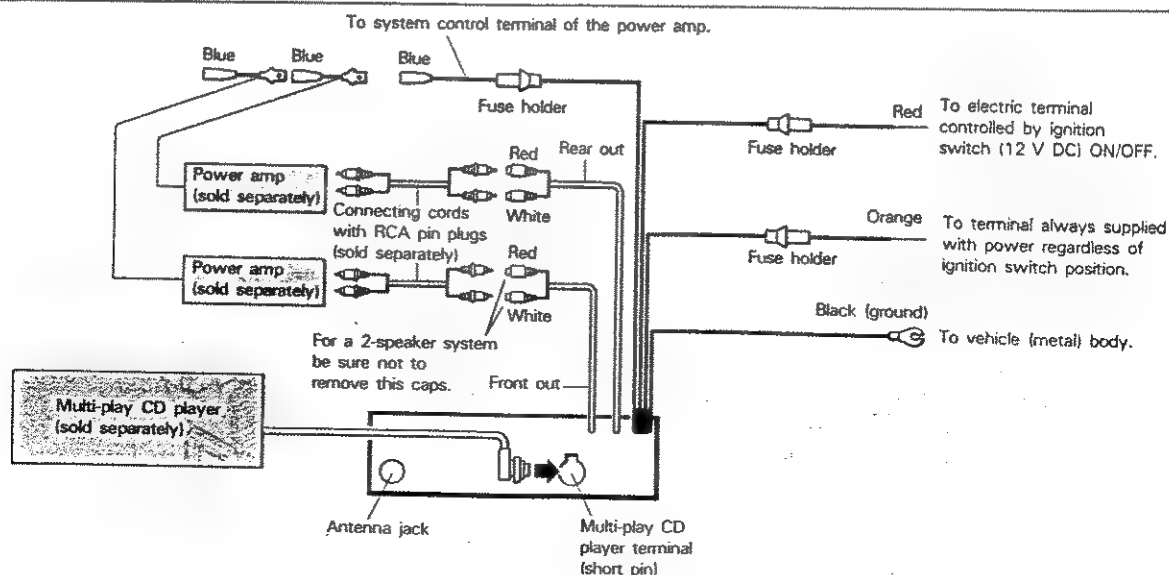 To system control terminal of the power amp.
Blue
Blue
Blue
Fuse holder
Red
To electric terminal
controlled by ignition
switch (12 V DC) ON/OFF.
Fuse holder
Power amp
(sold separately)
Red
Rear out
White
Connecting cords
with RCA pin plugs
(sold separately)
Orange
To terminal always supplied
with power regardless of
ignition switch position.
Fuse holder
Power amp
(sold separately)
Red
White
For a 2-speaker system
be sure not to
remove this caps.
Front out
Black (ground)
To vehicle (metal) body.
Multi-play CD player
(sold separately)
Antenna jack
Multi-play CD
player terminal
(short pin)